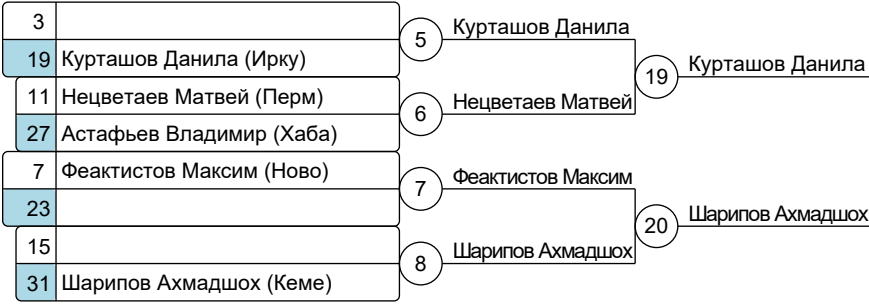 3
19 Курташов Данила (Ирку)
5 Курташов Данила
11 Нецветаев Матвей (Перм)
27 Астафьев Владимир (Хаба)
6 Нецветаев Матвей
19 Курташов Данила
7 Феактистов Максим (Ново)
23
7 Феактистов Максим
15
31 Шарипов Ахмадшох (Кеме)
8 Шарипов Ахмадшох
20 Шарипов Ахмадшох